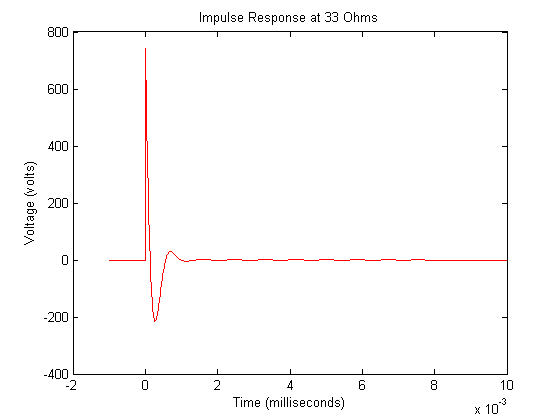 Impulse Response at 33 Ohms
800
600
400
200
0
-200
-400
Voltage (volts)
-2 0 2 4 6 8 10
Time (milliseconds)
x 10^-3